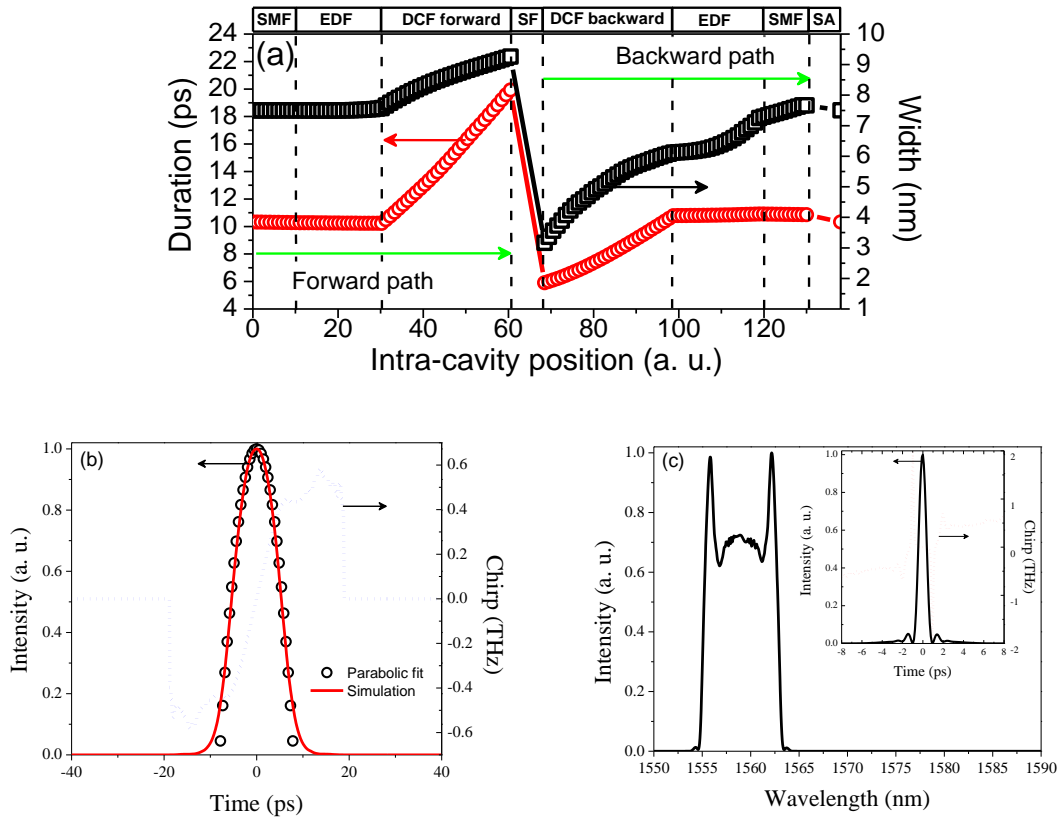 SMF EDF DCF forward SF DCF backward EDF SMF SA
(a)
Backward path
Forward path
Duration (ps)
24
22
20
18
16
14
12
10
8
6
4
Width (nm)
10
9
8
7
6
5
4
3
2
1
0 20 40 60 80 100 120
Intra-cavity position (a. u.)
(b)
Intensity (a. u.)
1.0
0.8
0.6
0.4
0.2
0.0
Chirp (THz)
0.6
0.4
0.2
0.0
-0.2
-0.4
-0.6
Parabolic fit
Simulation
-40 -20 0 20 40
Time (ps)
(c)
Intensity (a. u.)
1.0
0.8
0.6
0.4
0.2
0.0
1550 1555 1560 1565 1570 1575 1580 1585 1590
Wavelength (nm)
Intensity (a. u.)
1.0
0.8
0.6
0.4
0.2
0.0
Chirp (THz)
2
1
0
-1
-2
-8 -6 -4 -2 0 2 4 6 8
Time (ps)